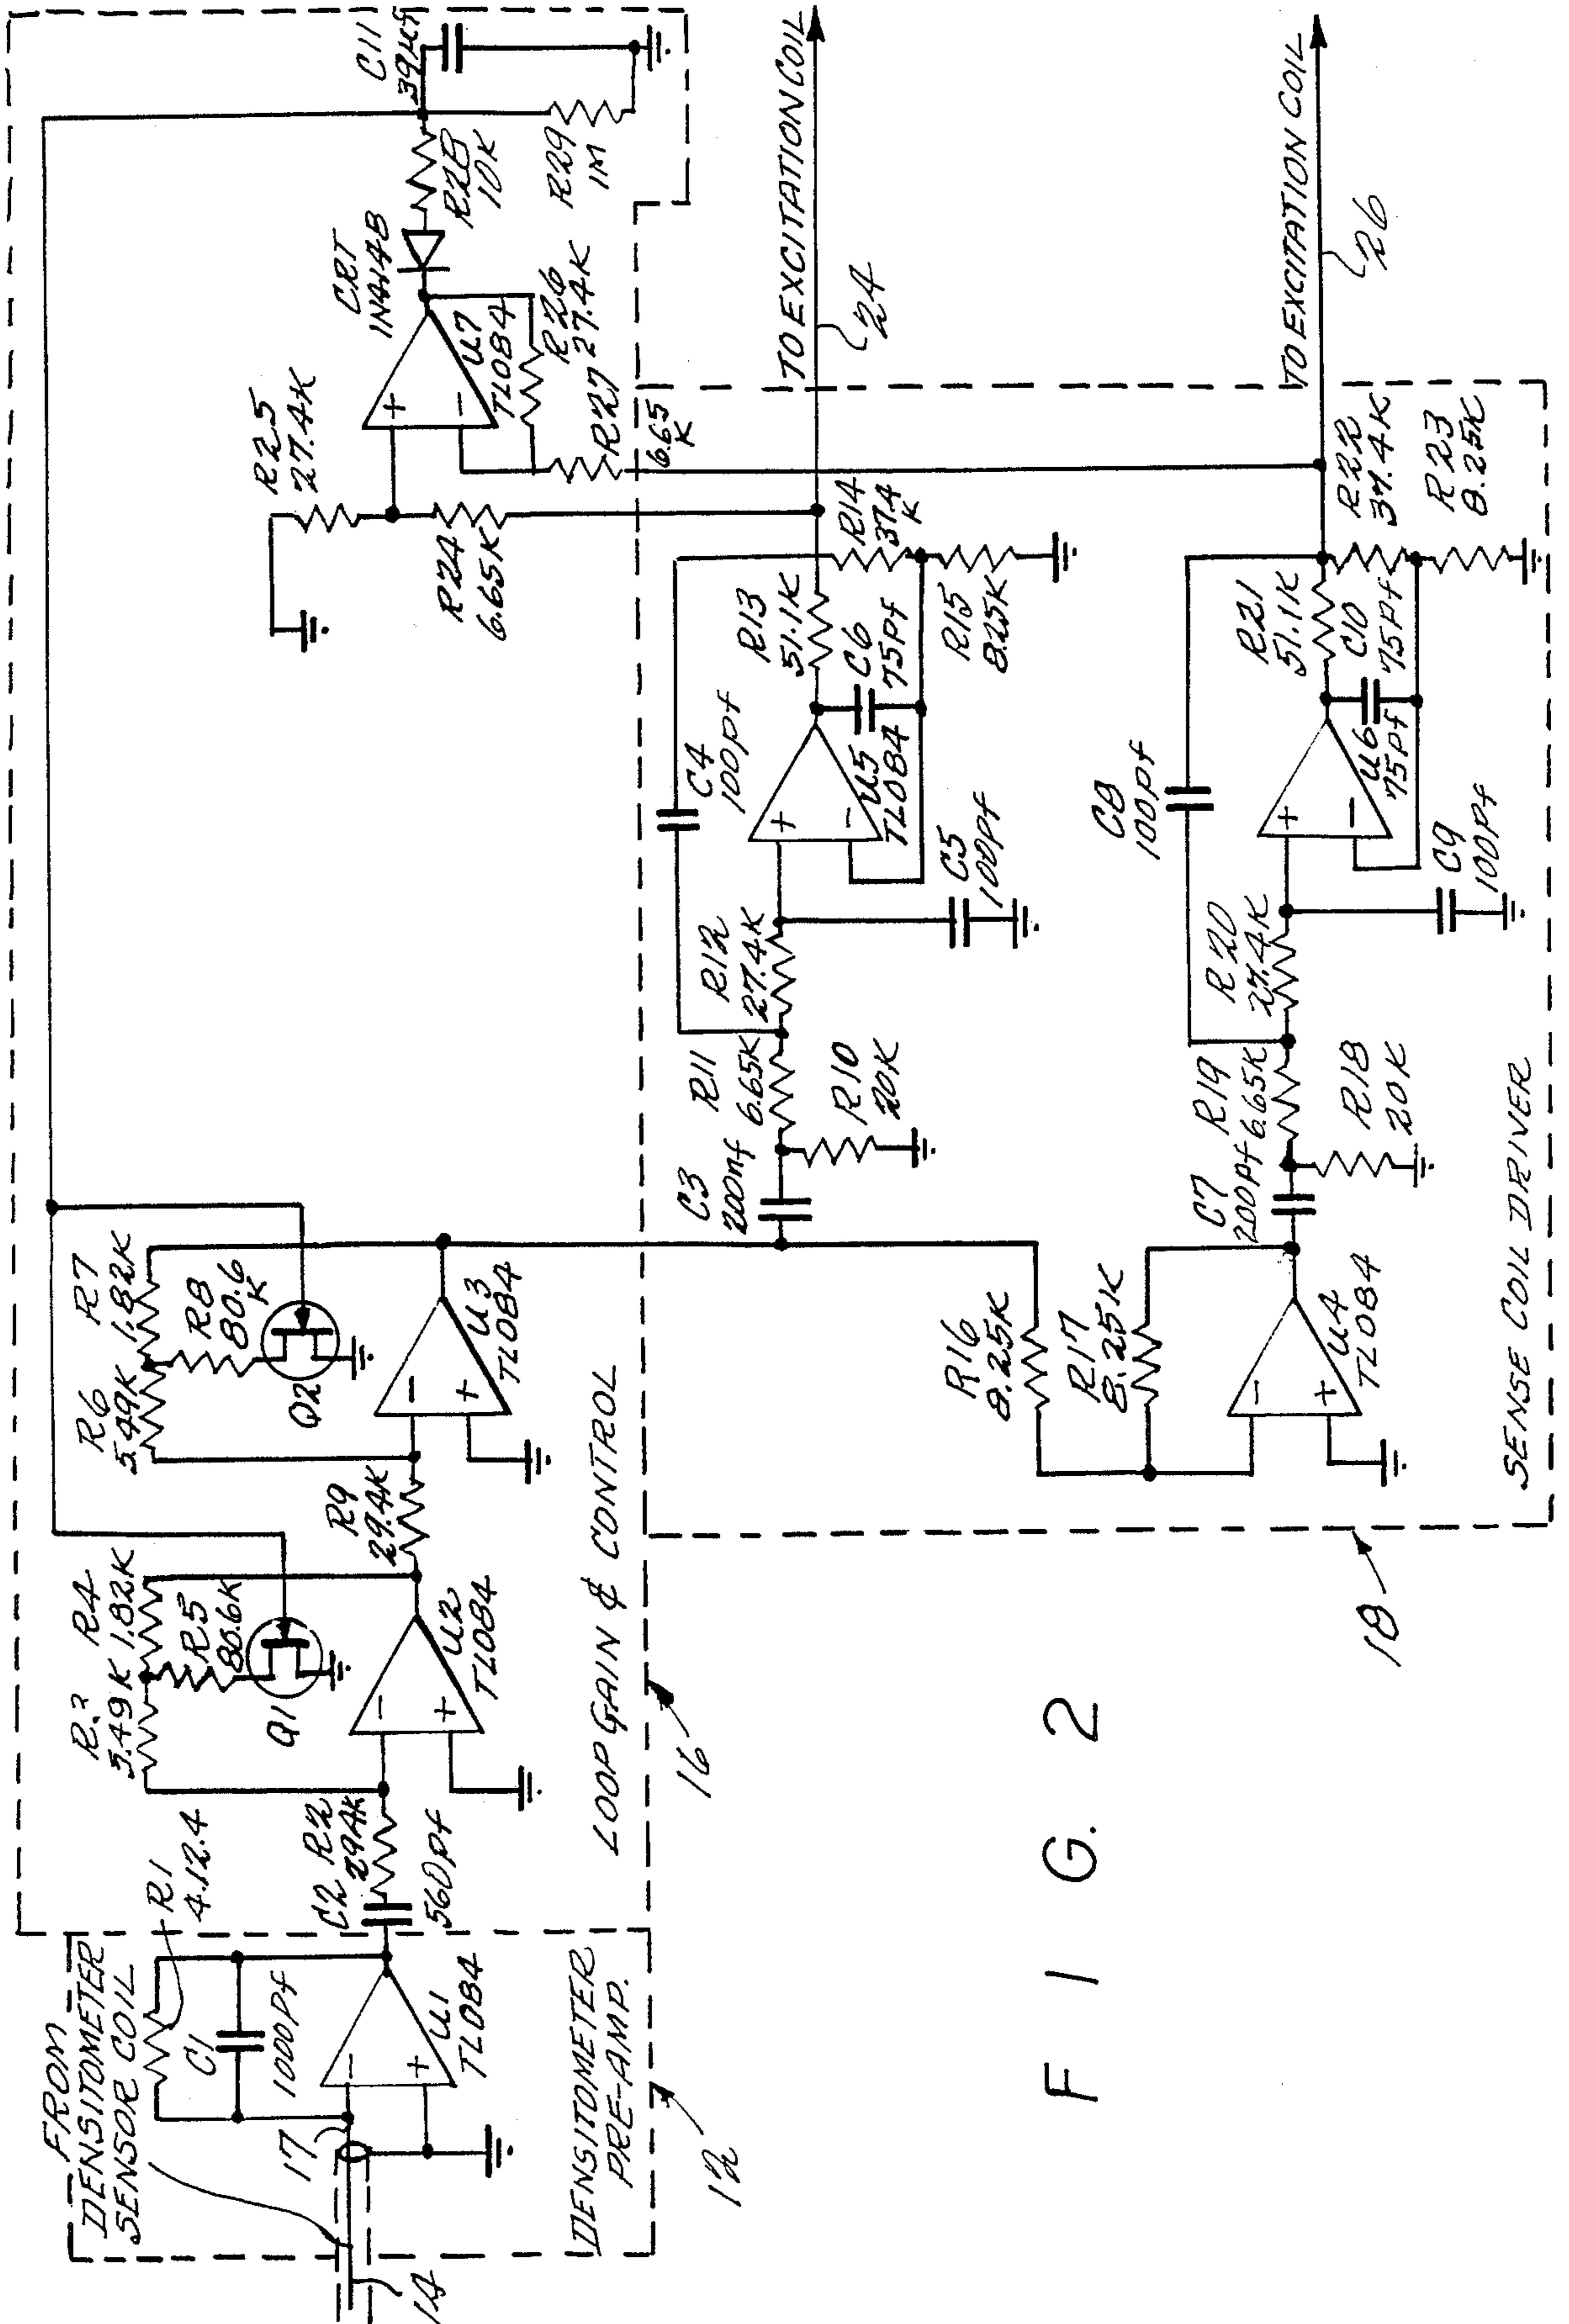 FROM
DENSITOMETER
SENSOR COIL
R1
4.12.4
C1
1000pf
17
U1
TL084
14
DENSITOMETER
PRE-AMP.
12
C2
560pf
R2
29.4K
R3
5.49K
R4
1.82K
R5
80.6K
Q1
U2
TL084
R9
29.4K
R6
5.49K
R7
1.82K
R8
80.6
K
Q2
U3
TL084
LOOP GAIN & CONTROL
16
R25
27.4K
R24
6.65K
CR1
1N4148
U7
TL084
R26
27.4K
R27
6.65
K
R28
10K
R29
1M
C11
39uf
C3
200nf
R10
20K
R11
6.65K
R12
27.4K
C4
100pf
C5
100pf
U5
TL084
C6
75pf
R13
51.1K
R14
37.4
K
R15
8.25K
TO EXCITATION COIL
24
R16
8.25K
R17
8.25K
U4
TL084
C7
200pf
R18
20K
R19
6.65K
R20
27.4K
C8
100pf
C9
100pf
U6
75pf
C10
75pf
R21
51.1K
R22
37.4K
R23
8.25K
TO EXCITATION COIL
26
SENSE COIL DRIVER
18
FIG. 2